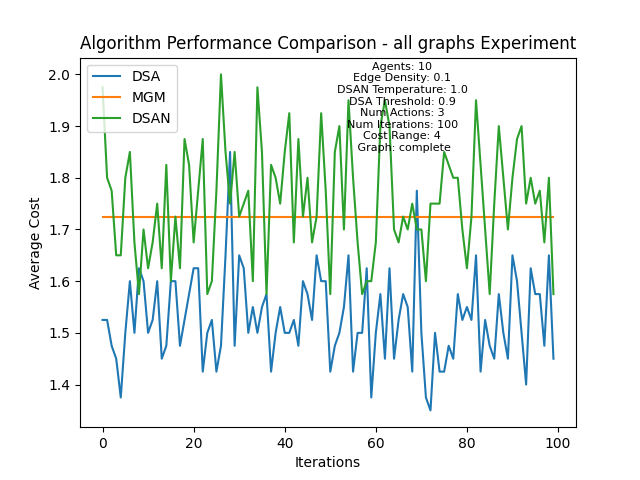 Algorithm Performance Comparison - all graphs Experiment
Agents: 10
Edge Density: 0.1
DSAN Temperature: 1.0
DSA Threshold: 0.9
Num Actions: 3
Num Iterations: 100
Cost Range: 4
Graph: complete
DSA
MGM
DSAN
2.0
1.9
1.8
1.7
1.6
1.5
1.4
Average Cost
0
20
40
60
80
100
Iterations